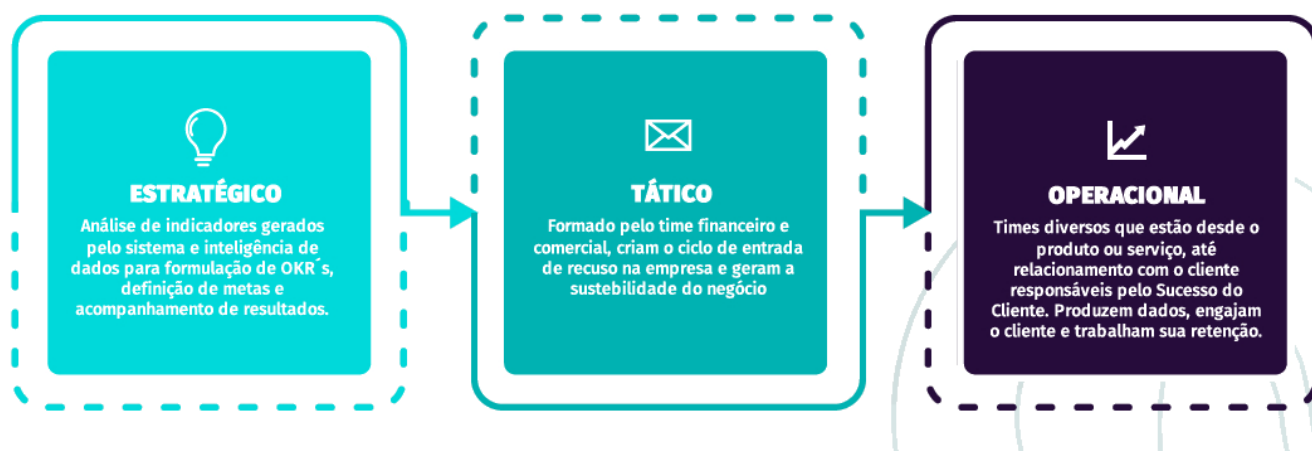 ESTRATÉGICO
Análise de indicadores gerados
pelo sistema e inteligência de
dados para formulação de OKR´s,
definição de metas e
acompanhamento de resultados.
TÁTICO
Formado pelo time financeiro e
comercial, criam o ciclo de entrada
de recuso na empresa e geram a
sustebilidade do negócio
OPERACIONAL
Times diversos que estão desde o
produto ou serviço, até
relacionamento com o cliente
responsáveis pelo Sucesso do
Cliente. Produzem dados, engajam
o cliente e trabalham sua retenção.